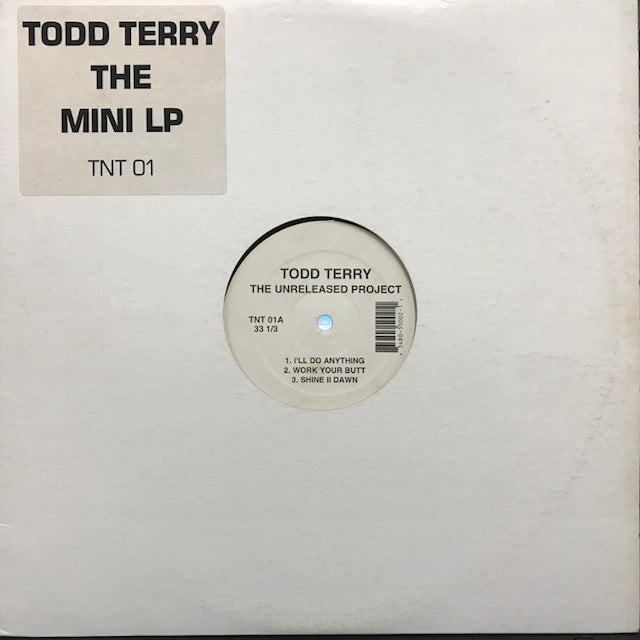 TODD TERRY
THE
MINI LP
TNT 01
TODD TERRY
THE UNRELEASED PROJECT
TNT 01A
33 1/3
1. I'LL DO ANYTHING
2. WORK YOUR BUTT
3. SHINE II DAWN